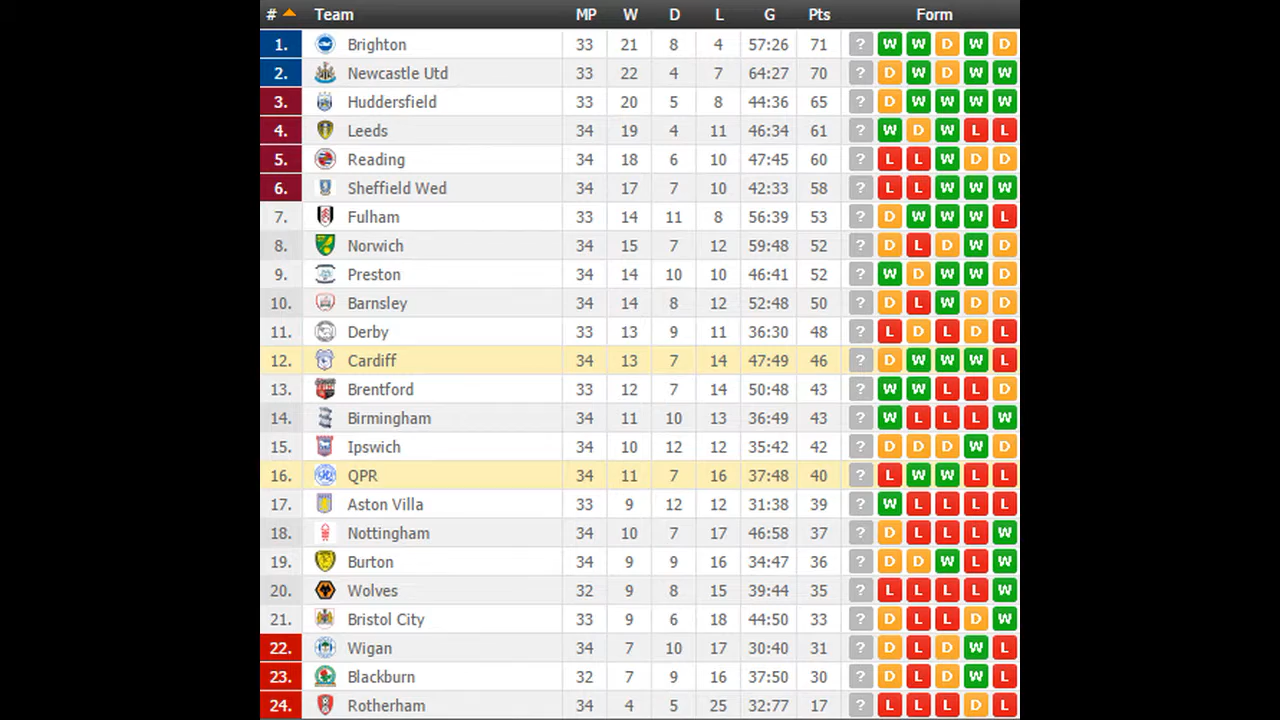 # Team MP W D L G Pts Form
1. Brighton 33 21 8 4 57:26 71 ? W W D W D
2. Newcastle Utd 33 22 4 7 64:27 70 ? D W D W W
3. Huddersfield 33 20 5 8 44:36 65 ? D W W W W
4. Leeds 34 19 4 11 46:34 61 ? W D W L L
5. Reading 34 18 6 10 47:45 60 ? L L W D D
6. Sheffield Wed 34 17 7 10 42:33 58 ? L L W W W
7. Fulham 33 14 11 8 56:39 53 ? D W W W L
8. Norwich 34 15 7 12 59:48 52 ? D L D W D
9. Preston 34 14 10 10 46:41 52 ? W D W W D
10. Barnsley 34 14 8 12 52:48 50 ? D L W D D
11. Derby 33 13 9 11 36:30 48 ? L D L D L
12. Cardiff 34 13 7 14 47:49 46 ? D W W W L
13. Brentford 33 12 7 14 50:48 43 ? W W L L D
14. Birmingham 34 11 10 13 36:49 43 ? W L L L W
15. Ipswich 34 10 12 12 35:42 42 ? D D D W D
16. QPR 34 11 7 16 37:48 40 ? L W W L L
17. Aston Villa 33 9 12 12 31:38 39 ? W L L L L
18. Nottingham 34 10 7 17 46:58 37 ? D L L L W
19. Burton 34 9 9 16 34:47 36 ? D D W L W
20. Wolves 32 9 8 15 39:44 35 ? L L L L W
21. Bristol City 33 9 6 18 44:50 33 ? D L L D W
22. Wigan 34 7 10 17 30:40 31 ? D L D W L
23. Blackburn 32 7 9 16 37:50 30 ? D L D W L
24. Rotherham 34 4 5 25 32:77 17 ? L L L D L